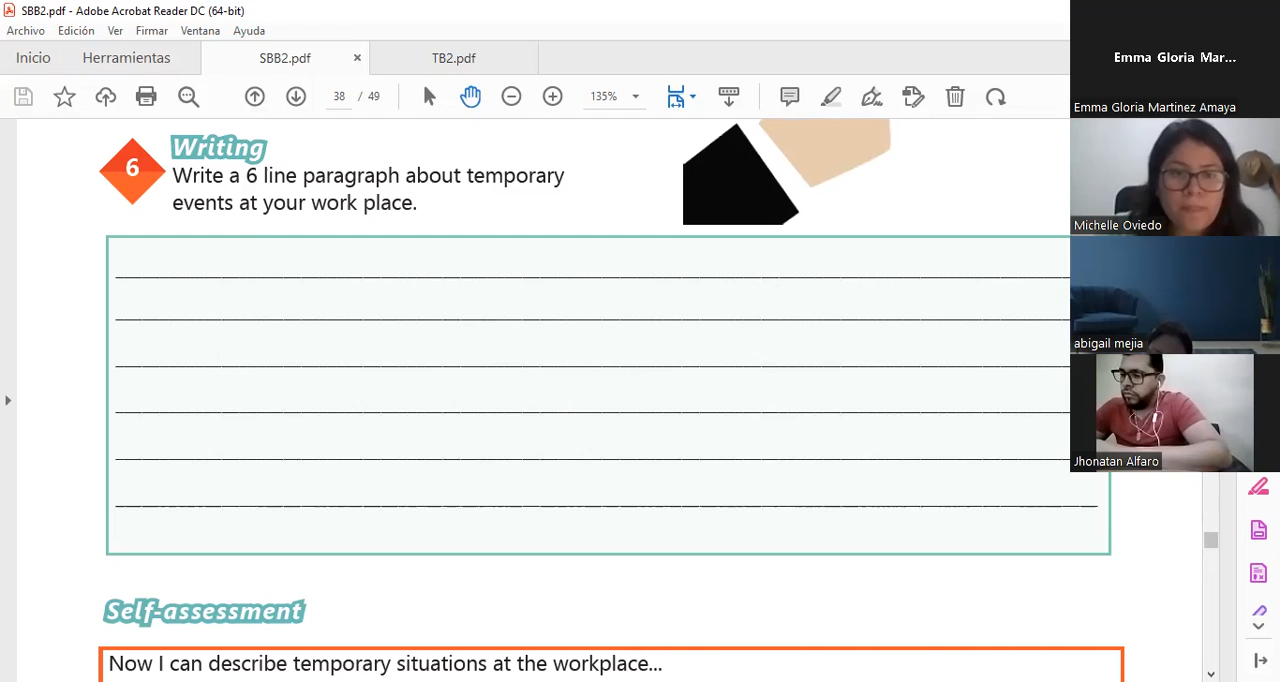 SBB2.pdf - Adobe Acrobat Reader DC (64-bit)
Archivo Edición Ver Firmar Ventana Ayuda
Inicio Herramientas SBB2.pdf × TB2.pdf
38 / 49 135%
Emma Gloria Mar...
Emma Gloria Martínez Amaya
6 Writing
Write a 6 line paragraph about temporary
events at your work place.
Michelle Oviedo
abigail mejia
Jhonatan Alfaro
Self-assessment
Now I can describe temporary situations at the workplace...